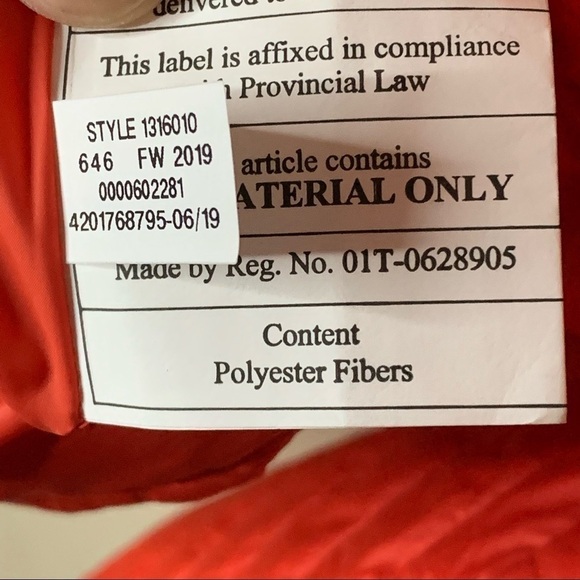 This label is affixed in compliance
Provincial Law
STYLE 1316010
646 FW 2019
0000602281
4201768795-06/19
article contains
ATERIAL ONLY
Made by Reg. No. 01T-0628905
Content
Polyester Fibers